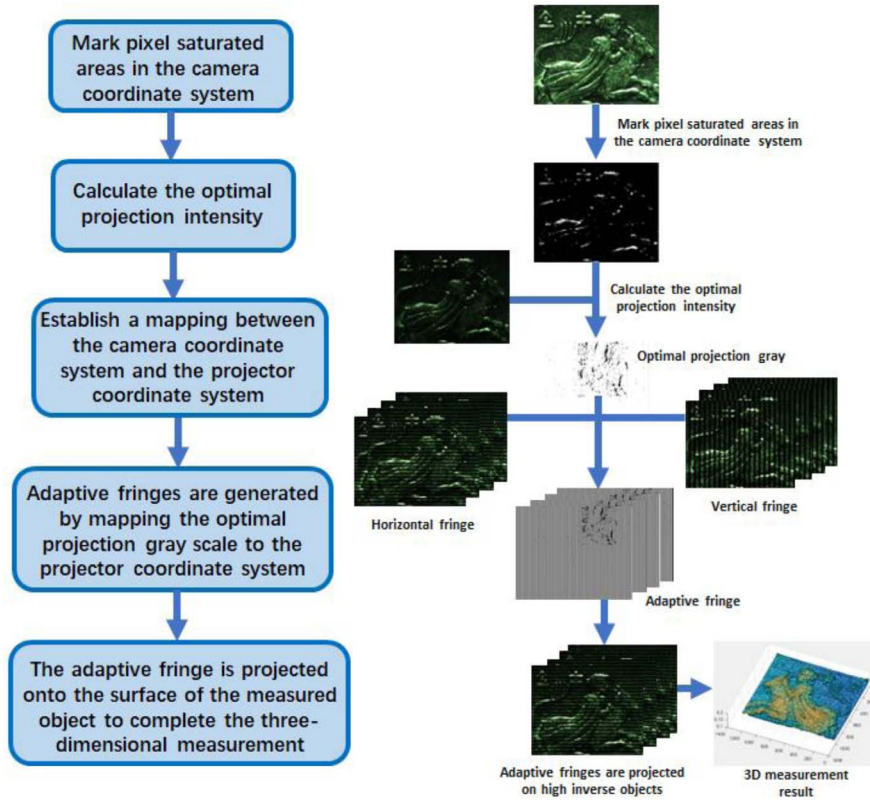 Mark pixel saturated
areas in the camera
coordinate system
Calculate the optimal
projection intensity
Establish a mapping between
the camera coordinate
system and the projector
coordinate system
Adaptive fringes are generated
by mapping the optimal
projection gray scale to the
projector coordinate system
The adaptive fringe is projected
onto the surface of the measured
object to complete the three-
dimensional measurement
Mark pixel saturated areas in
the camera coordinate system
Calculate the optimal
projection intensity
Optimal projection gray
Horizontal fringe
Vertical fringe
Adaptive fringe
Adaptive fringes are projected
on high inverse objects
3D measurement
result